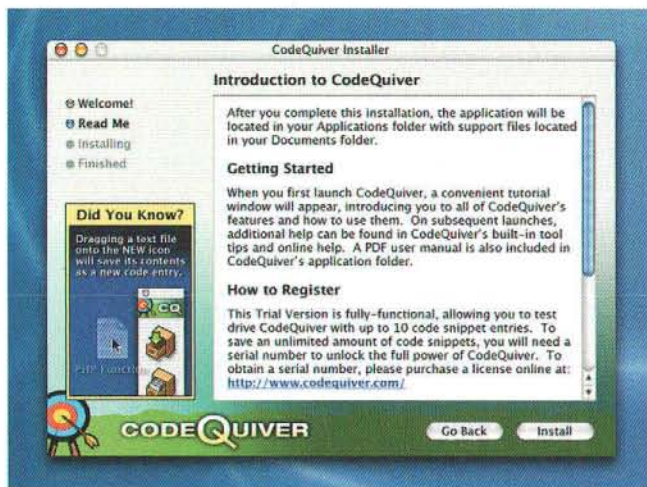 CodeQuiver Installer
Introduction to CodeQuiver
Welcome!
Read Me
Installing
Finished
After you complete this installation, the application will be
located in your Applications folder with support files located
in your Documents folder.
Getting Started
When you first launch CodeQuiver, a convenient tutorial
window will appear, introducing you to all of CodeQuiver's
features and how to use them. On subsequent launches,
additional help can be found in CodeQuiver's built-in tool
tips and online help. A PDF user manual is also included in
CodeQuiver's application folder.
How to Register
This Trial Version is fully-functional, allowing you to test
drive CodeQuiver with up to 10 code snippet entries. To
save an unlimited amount of code snippets, you will need a
serial number to unlock the full power of CodeQuiver. To
obtain a serial number, please purchase a license online at:
http://www.codequiver.com/
Did You Know?
Dragging a text file
onto the NEW icon
will save its contents
as a new code entry.
CQ
PHP Function
CODEQUIVER
Go Back
Install